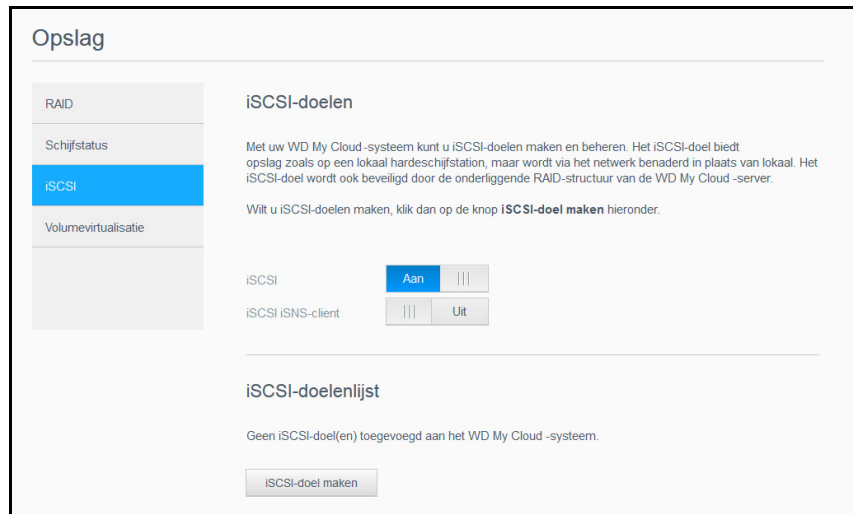 Opslag
RAID
Schijfstatus
iSCSI
Volumevirtualisatie
iSCSI-doelen
Met uw WD My Cloud -systeem kunt u iSCSI-doelen maken en beheren. Het iSCSI-doel biedt
opslag zoals op een lokaal hardeschijfstation, maar wordt via het netwerk benaderd in plaats van lokaal. Het
iSCSI-doel wordt ook beveiligd door de onderliggende RAID-structuur van de WD My Cloud -server.
Wilt u iSCSI-doelen maken, klik dan op de knop iSCSI-doel maken hieronder.
iSCSI Aan
iSCSI iSNS-client Uit
iSCSI-doelenlijst
Geen iSCSI-doel(en) toegevoegd aan het WD My Cloud -systeem.
iSCSI-doel maken